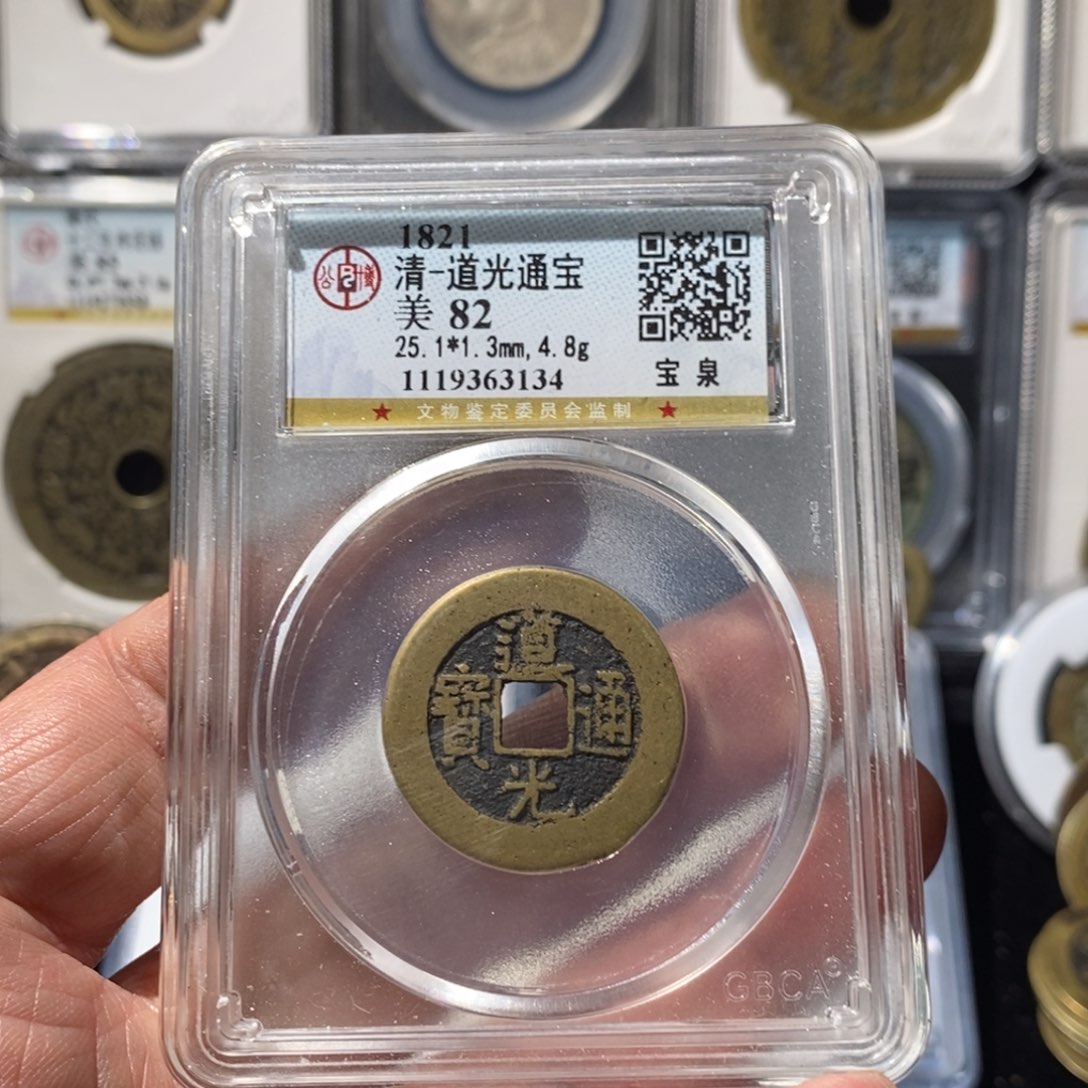 1821
清-道光通宝
美 82
25.1*1.3mm, 4.8g
1119363134
宝泉
★ 文物鉴定委员会监制 ★
道光通寶
GBCA